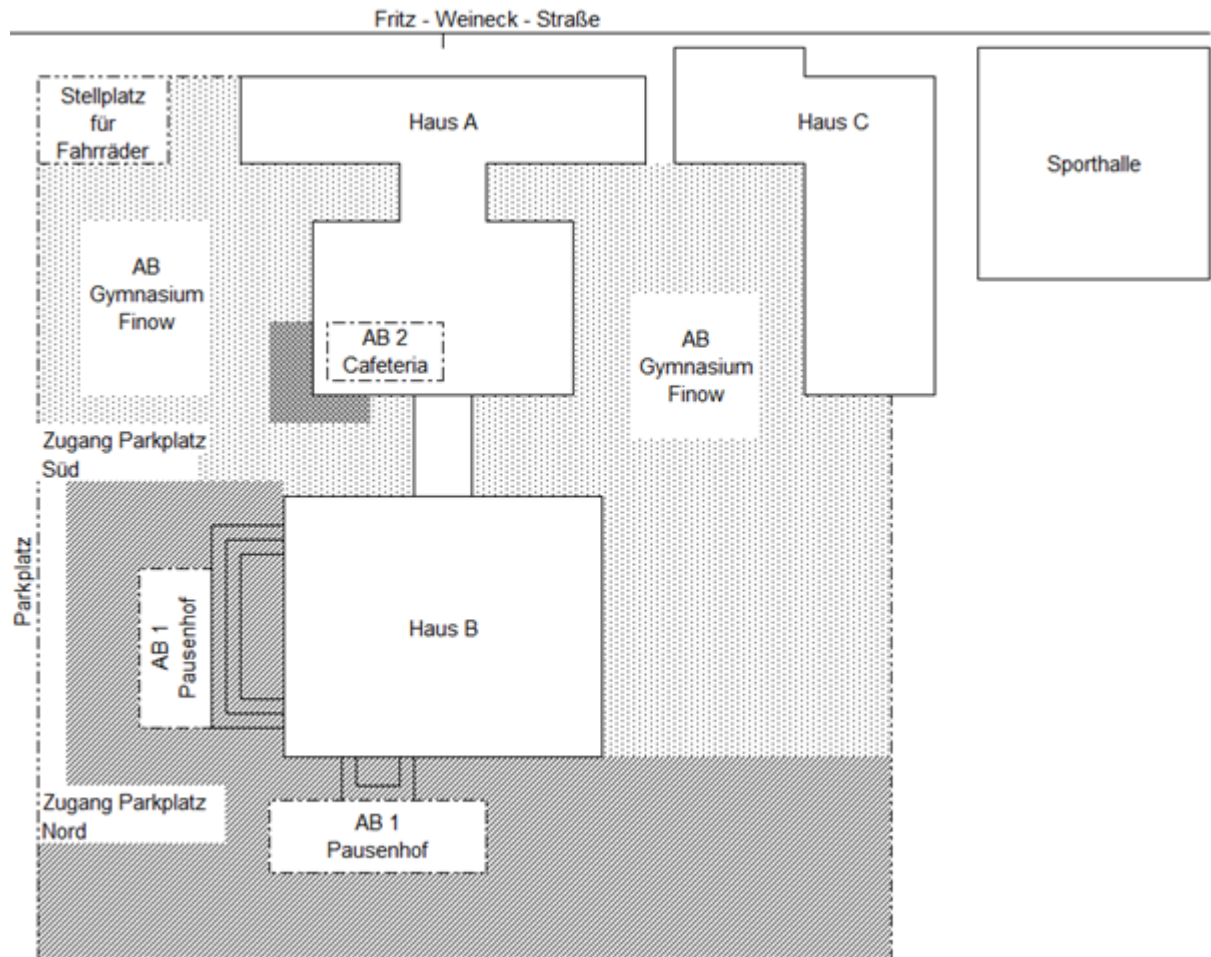 Fritz - Weineck - Straße
Stellplatz
für
Fahrräder
Haus A
Haus C
Sporthalle
AB
Gymnasium
Finow
AB 2
Cafeteria
AB
Gymnasium
Finow
Zugang Parkplatz
Süd
Parkplatz
AB 1
Pausenhof
Haus B
Zugang Parkplatz
Nord
AB 1
Pausenhof